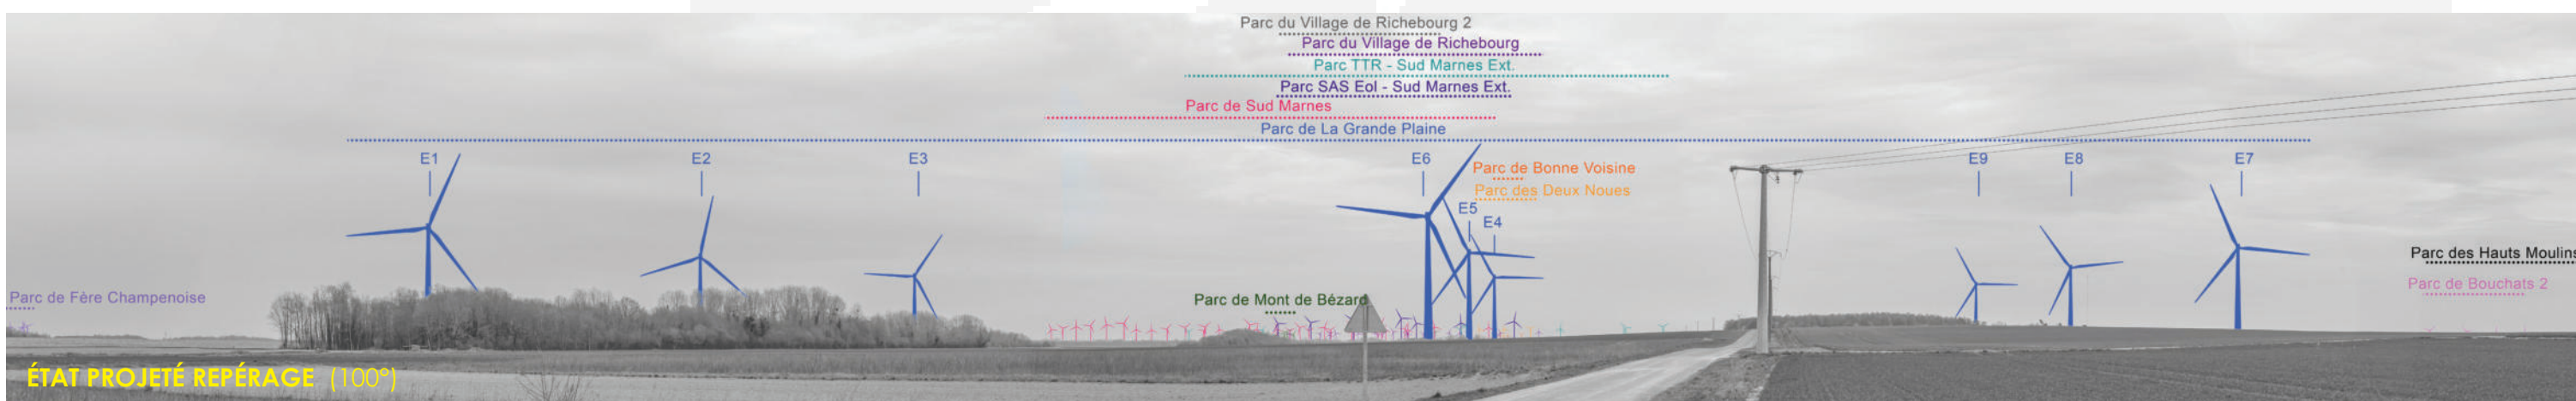 Parc du Village de Richebourg 2
Parc du Village de Richebourg
Parc TTR - Sud Marnes Ext.
Parc SAS Eol - Sud Marnes Ext.
Parc de Sud Marnes
Parc de La Grande Plaine
E1
E2
E3
E6
E9
E8
E7
Parc de Bonne Voisine
Parc des Deux Noues
E5
E4
Parc des Hauts Moulins
Parc de Bouchats 2
Parc de Fère Champenoise
Parc de Mont de Bézard
ÉTAT PROJETÉ REPÉRAGE (100°)